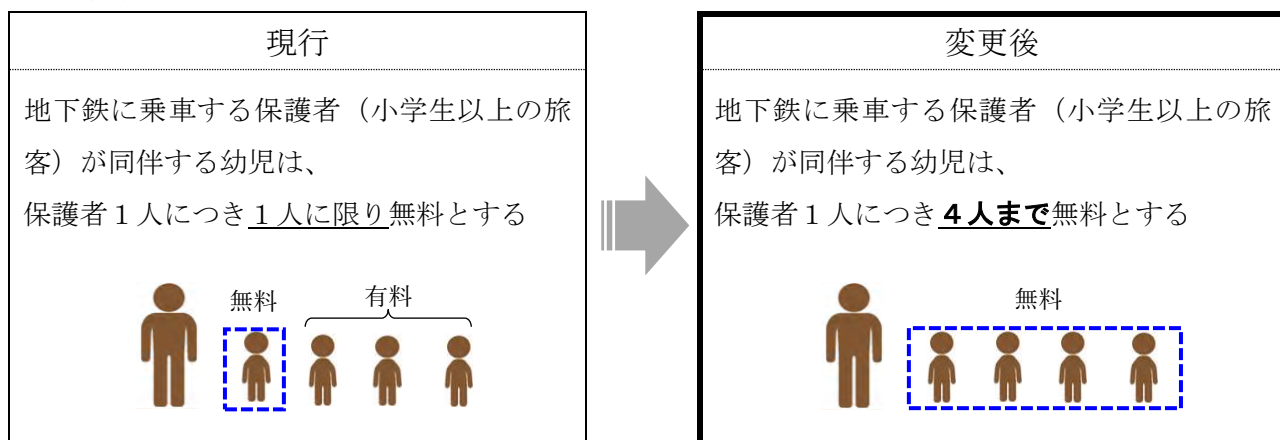 現行
地下鉄に乗車する保護者（小学生以上の旅
客）が同伴する幼児は、
保護者１人につき１人に限り無料とする
無料
有料
変更後
地下鉄に乗車する保護者（小学生以上の旅
客）が同伴する幼児は、
保護者１人につき４人まで無料とする
無料